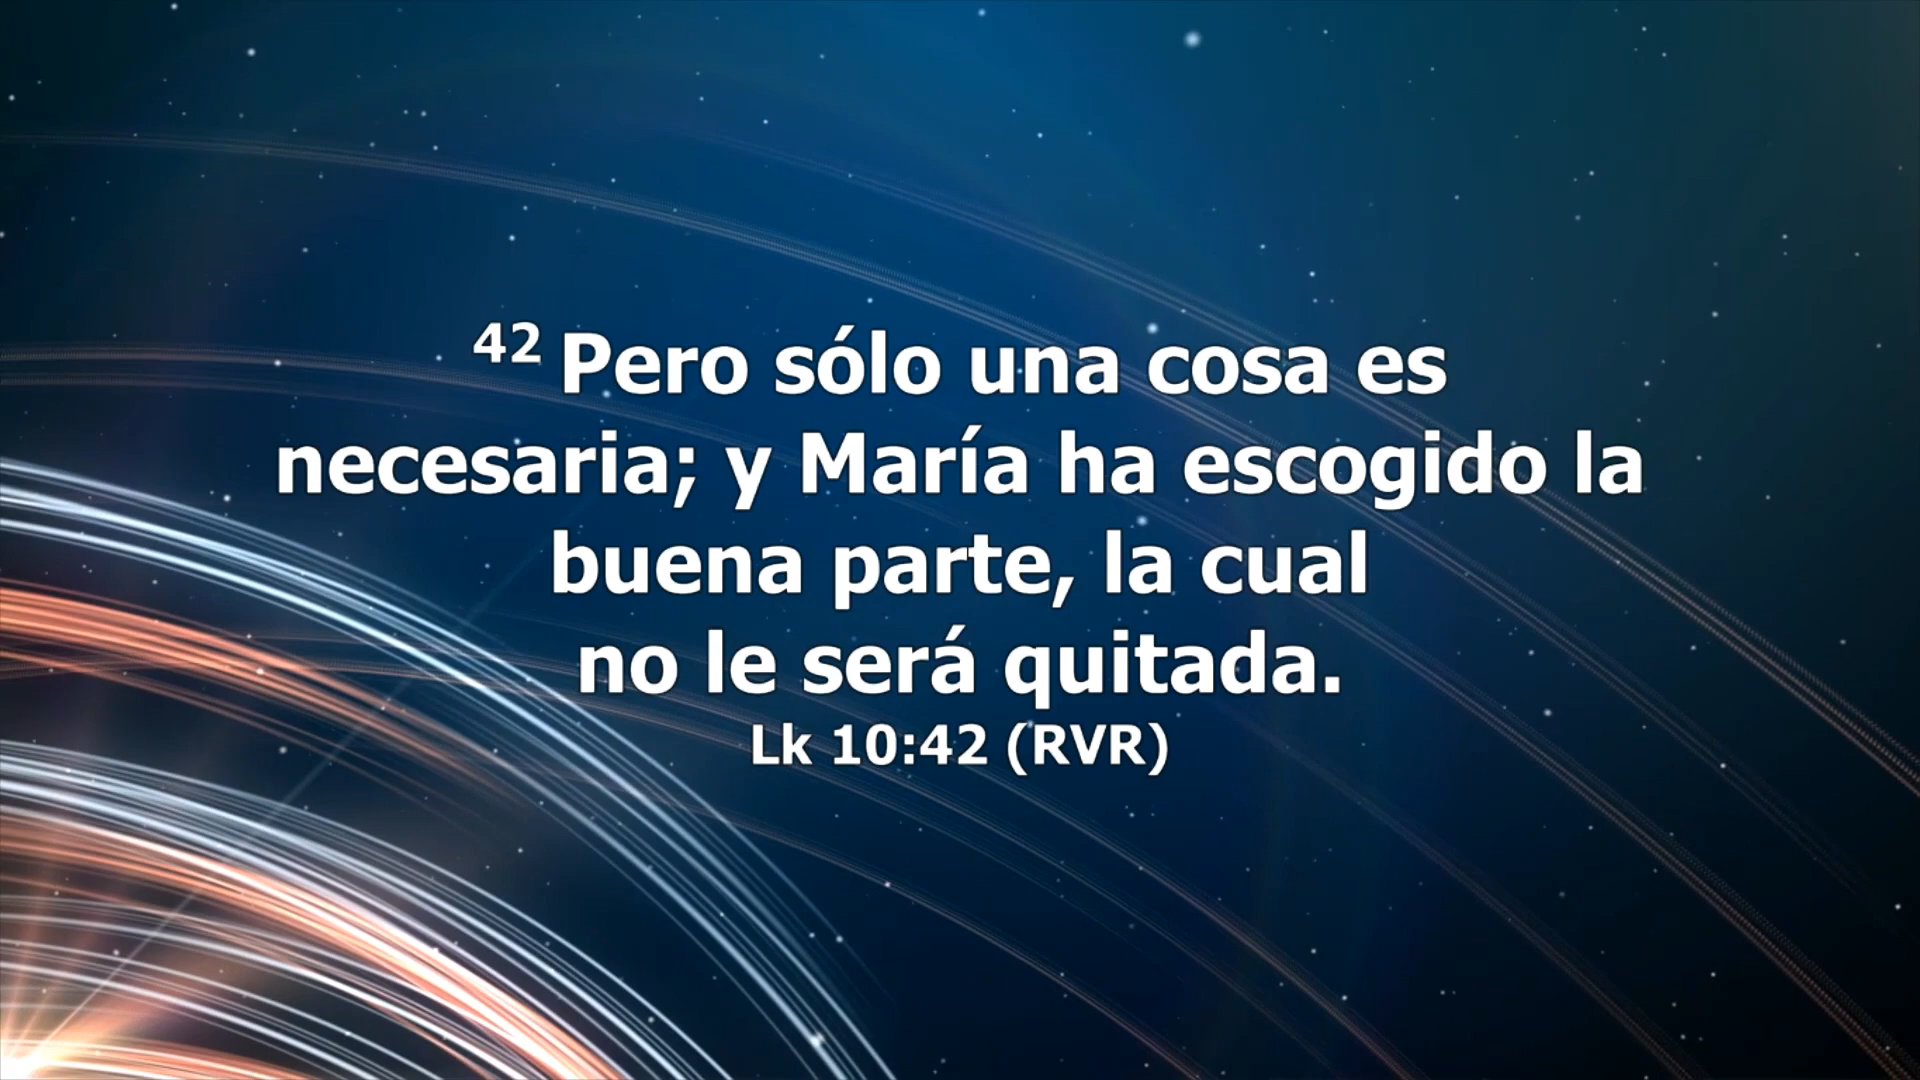 42 Pero sólo una cosa es
necesaria; y María ha escogido la
buena parte, la cual
no le será quitada.
Lk 10:42 (RVR)